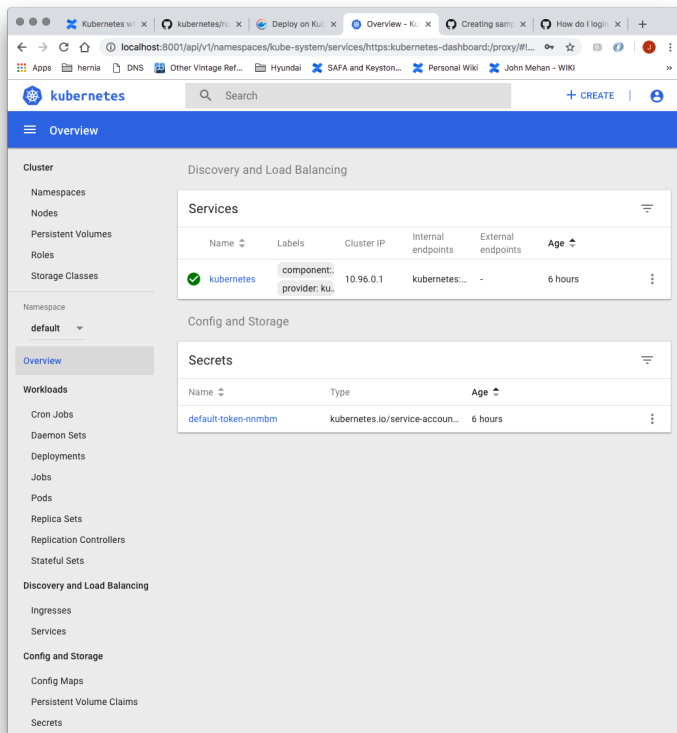 Kubernetes wi
kubernetes/ru
Deploy on Kub
Overview - Ku
Creating samp
How do I login
localhost:8001/api/v1/namespaces/kube-system/services/https:kubernetes-dashboard:/proxy/#!...
J
Apps
hernia
DNS
Other Vintage Ref...
Hyundai
SAFA and Keyston...
Personal Wiki
John Mehan - WIKI
»
kubernetes
Search
+ CREATE
Overview
Cluster
Namespaces
Nodes
Persistent Volumes
Roles
Storage Classes
Namespace
default
Overview
Workloads
Cron Jobs
Daemon Sets
Deployments
Jobs
Pods
Replica Sets
Replication Controllers
Stateful Sets
Discovery and Load Balancing
Ingresses
Services
Config and Storage
Config Maps
Persistent Volume Claims
Secrets
Discovery and Load Balancing
Services
Name
Labels
Cluster IP
Internal endpoints
External endpoints
Age
kubernetes
component:..
provider: ku..
10.96.0.1
kubernetes:...
-
6 hours
Config and Storage
Secrets
Name
Type
Age
default-token-nnmbm
kubernetes.io/service-accoun...
6 hours